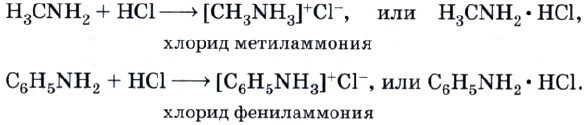 H₃CNH₂ + HCl ⟶ [CH₃NH₃]⁺Cl⁻, или H₃CNH₂ • HCl,
хлорид метиламмония
C₆H₅NH₂ + HCl ⟶ [C₆H₅NH₃]⁺Cl⁻, или C₆H₅NH₂ • HCl.
хлорид фениламмония